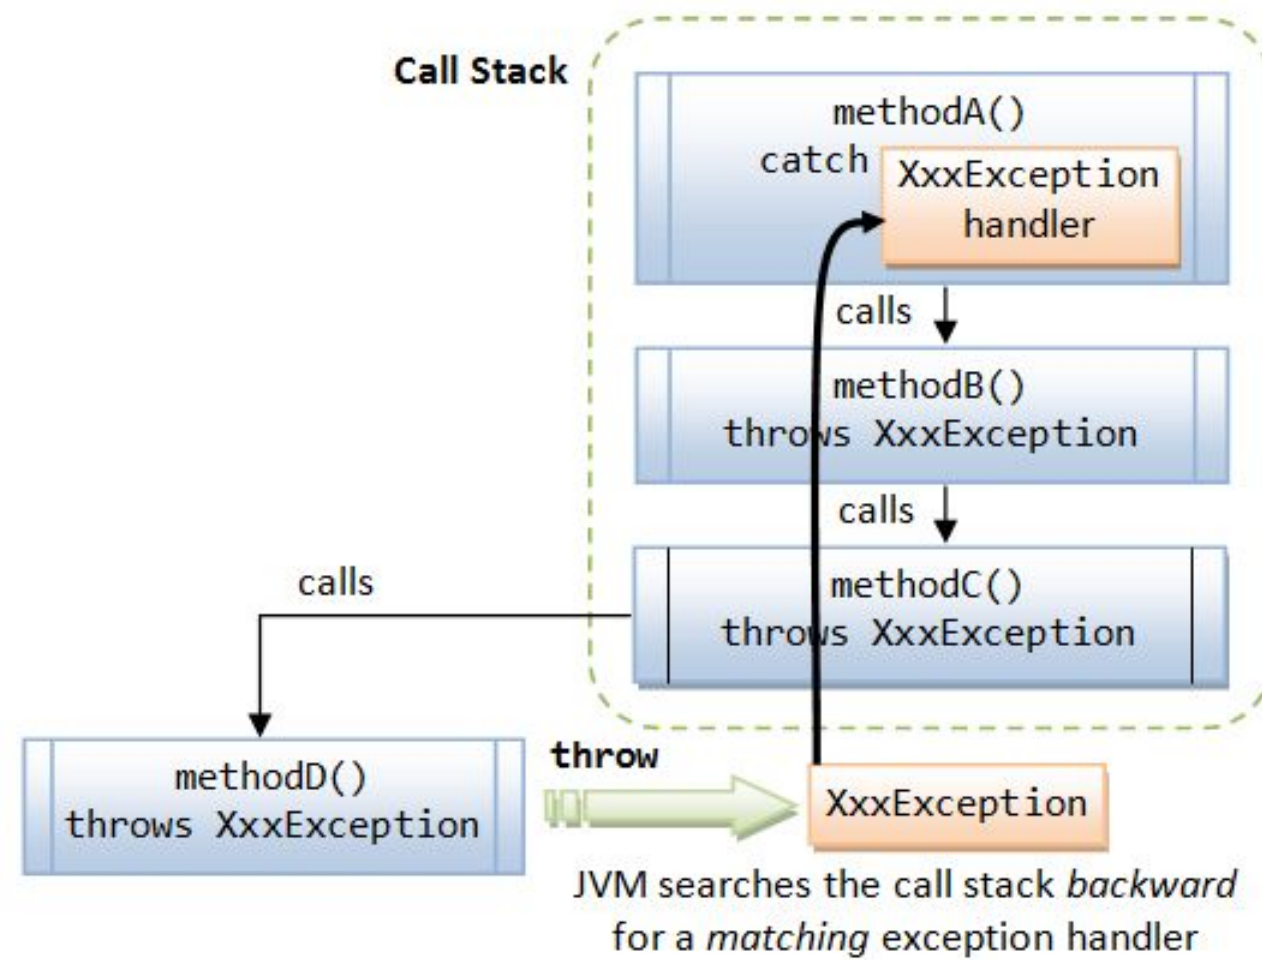 Call Stack
methodA()
catch XxxException
handler
calls
methodB()
throws XxxException
calls
methodC()
throws XxxException
calls
methodD()
throws XxxException
throw
XxxException
JVM searches the call stack backward
for a matching exception handler